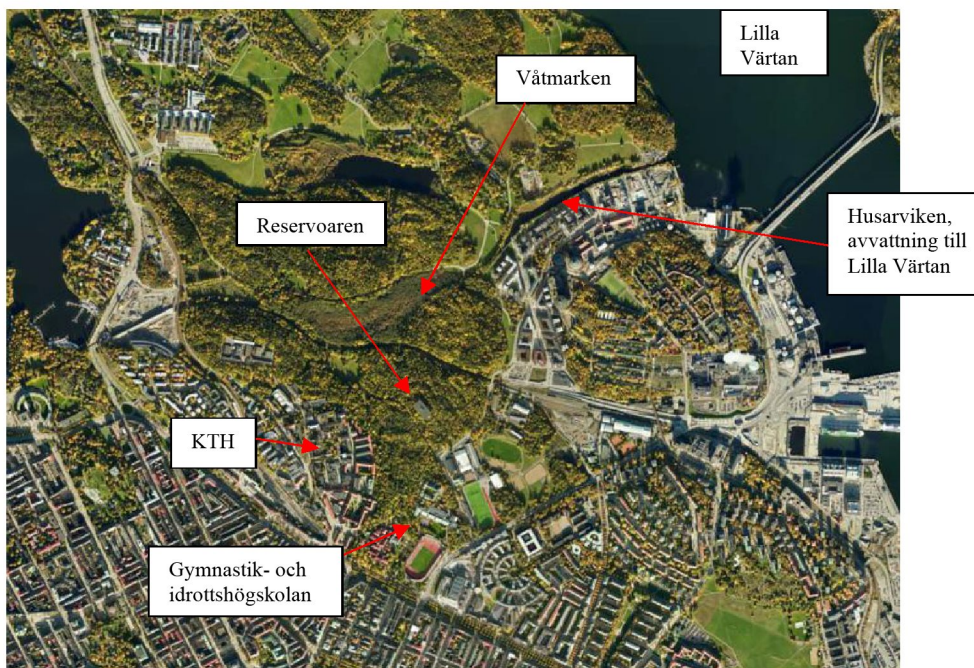 Lilla
Värtan
Våtmarken
Reservoaren
Husarviken,
avvattning till
Lilla Värtan
KTH
Gymnastik- och
idrottshögskolan